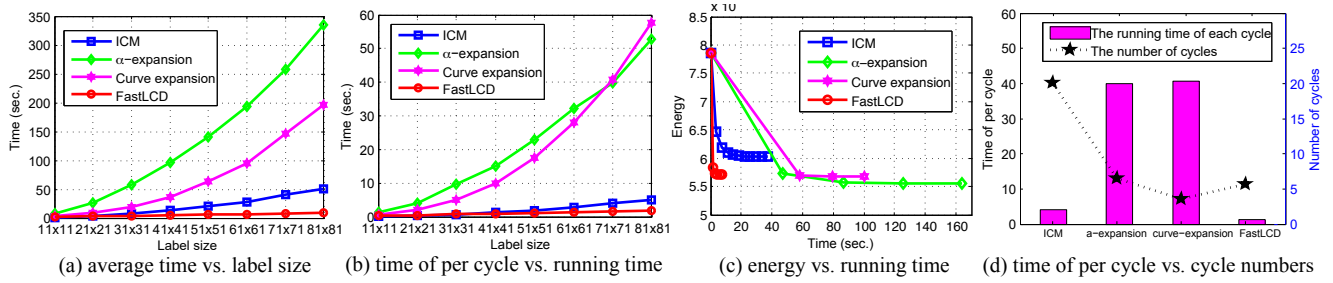 350
300
250
200
150
100
50
0
Time (sec.)
ICM
α−expansion
Curve expansion
FastLCD
11x11 21x21 31x31 41x41 51x51 61x61 71x71 81x81
Label size
(a) average time vs. label size
60
50
40
30
20
10
0
Time (sec.)
ICM
α−expansion
Curve expansion
FastLCD
11x11 21x21 31x31 41x41 51x51 61x61 71x71 81x81
Label size
(b) time of per cycle vs. running time
x 10
8
7.5
7
6.5
6
5.5
5
Energy
ICM
α−expansion
Curve expansion
FastLCD
0 20 40 60 80 100 120 140 160
Time (sec.)
(c) energy vs. running time
60
50
40
30
20
10
0
Time of per cycle
The running time of each cycle
The number of cycles
25
20
15
10
5
0
Number of cycles
ICM a−expansion curve−expansion FastLCD
(d) time of per cycle vs. cycle numbers